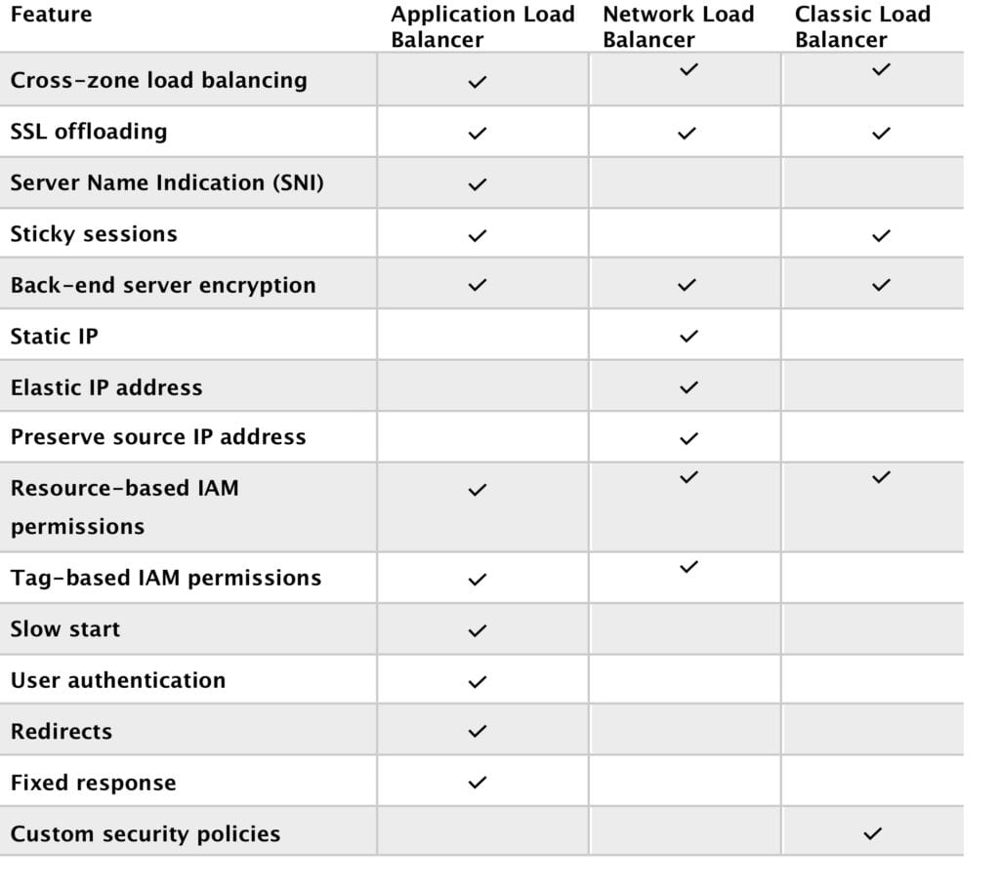 Feature Application Load Balancer Network Load Balancer Classic Load Balancer
Cross-zone load balancing ✓ ✓ ✓
SSL offloading ✓ ✓ ✓
Server Name Indication (SNI) ✓
Sticky sessions ✓ ✓
Back-end server encryption ✓ ✓ ✓
Static IP ✓
Elastic IP address ✓
Preserve source IP address ✓
Resource-based IAM ✓ ✓ ✓
permissions
Tag-based IAM permissions ✓ ✓
Slow start ✓
User authentication ✓
Redirects ✓
Fixed response ✓
Custom security policies ✓